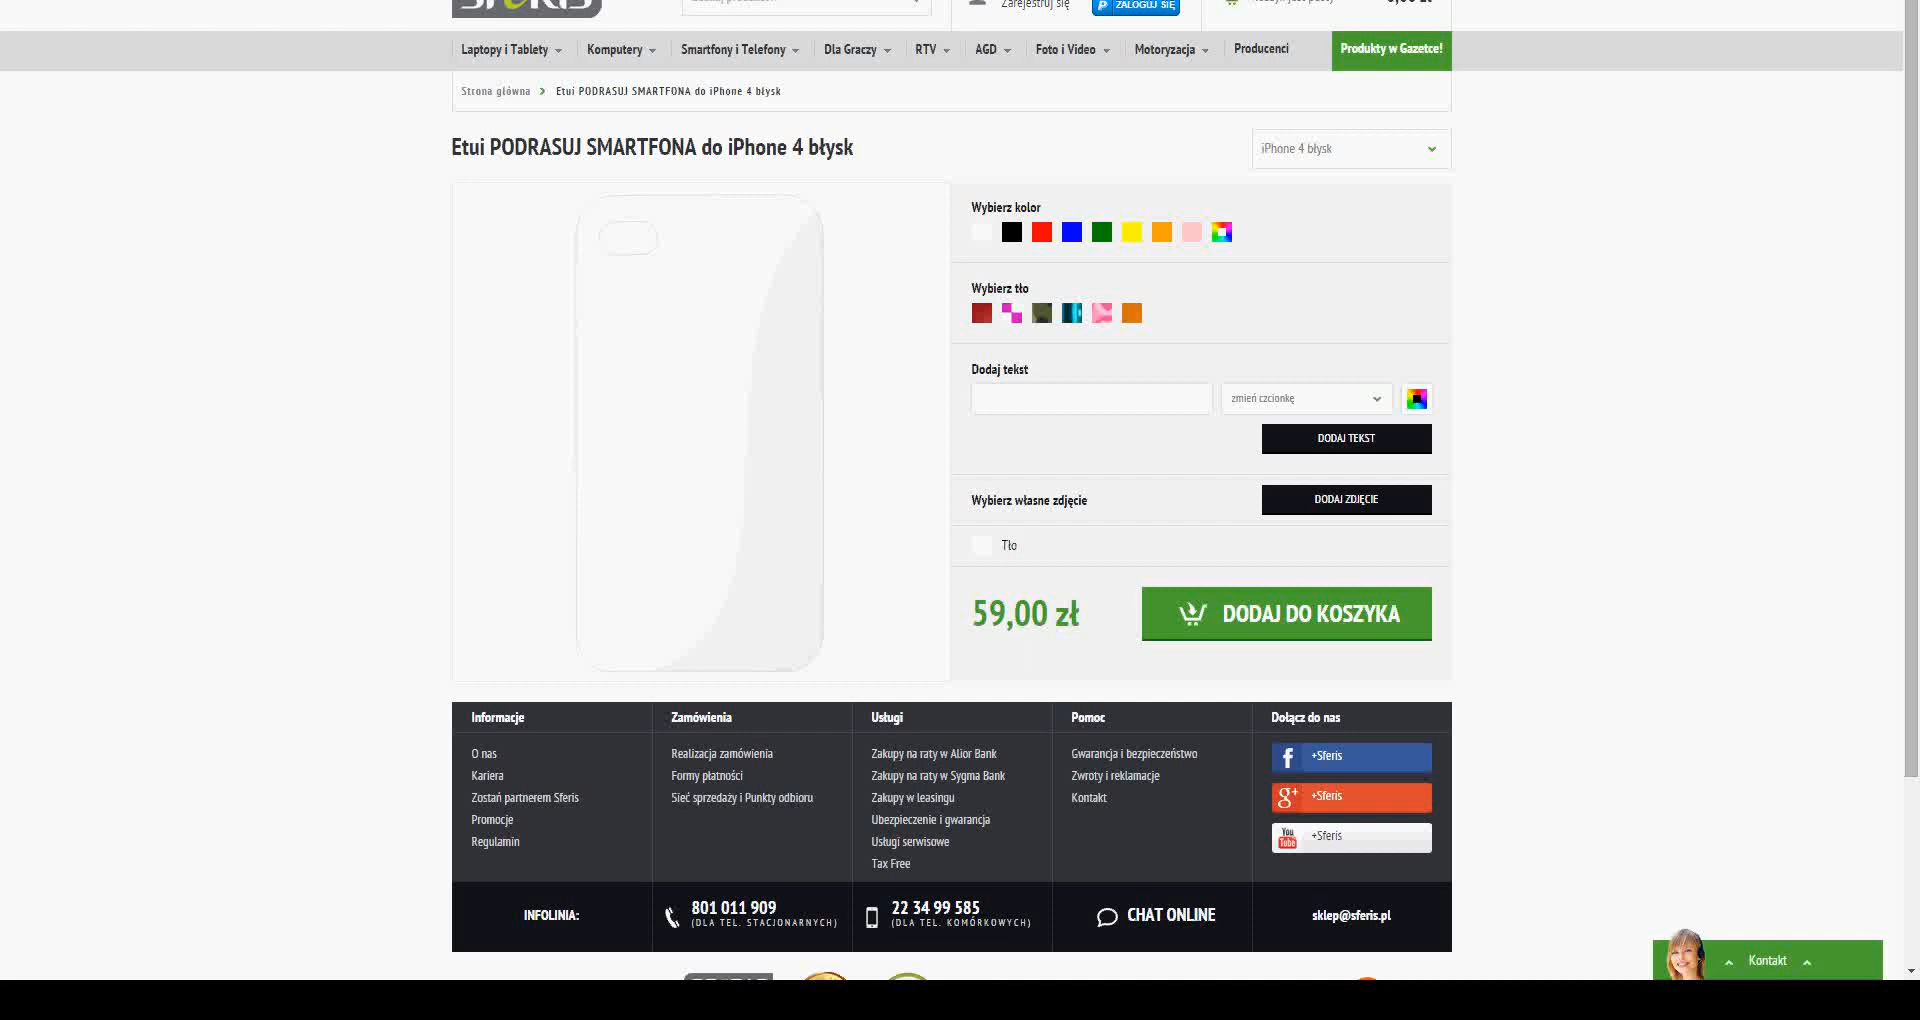 Zarejestruj się
ZALOGUJ SIĘ
Laptopy i Tablety
Komputery
Smartfony i Telefony
Dla Graczy
RTV
AGD
Foto i Video
Motoryzacja
Producenci
Produkty w Gazetce!
Strona główna
Etui PODRASUJ SMARTFONA do iPhone 4 błysk
Etui PODRASUJ SMARTFONA do iPhone 4 błysk
iPhone 4 błysk
Wybierz kolor
Wybierz tło
Dodaj tekst
zmień czcionkę
DODAJ TEKST
Wybierz własne zdjęcie
DODAJ ZDJĘCIE
Tło
59,00 zł
DODAJ DO KOSZYKA
Informacje
O nas
Kariera
Zostań partnerem Sferis
Promocje
Regulamin
Zamówienia
Realizacja zamówienia
Formy płatności
Sieć sprzedaży i Punkty odbioru
Usługi
Zakupy na raty w Alior Bank
Zakupy na raty w Sygma Bank
Zakupy w leasingu
Ubezpieczenie i gwarancja
Usługi serwisowe
Tax Free
Pomoc
Gwarancja i bezpieczeństwo
Zwroty i reklamacje
Kontakt
Dołącz do nas
+Sferis
+Sferis
You Tube
+Sferis
INFOLINIA:
801 011 909
(DLA TEL. STACJONARNYCH)
22 34 99 585
(DLA TEL. KOMÓRKOWYCH)
CHAT ONLINE
sklep@sferis.pl
Kontakt